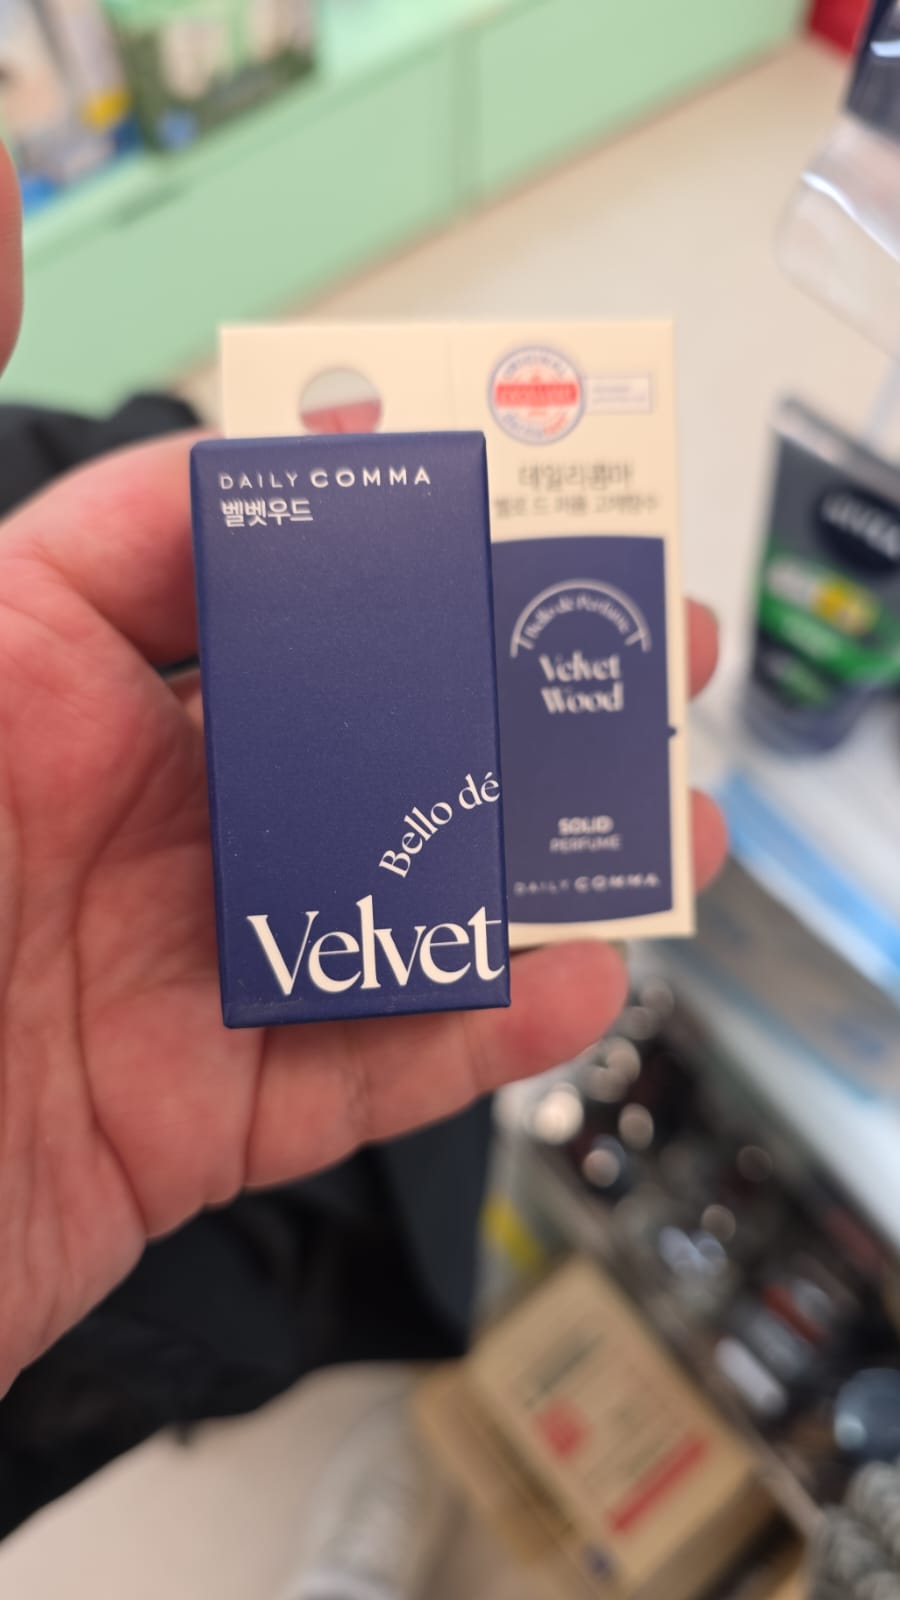 DAILY COMMA
벨벳우드
Bello dé
Velvet
데일리콤마
Bello dé Perfume
Velvet
Wood
SOLID
PERFUME
DAILY COMMA